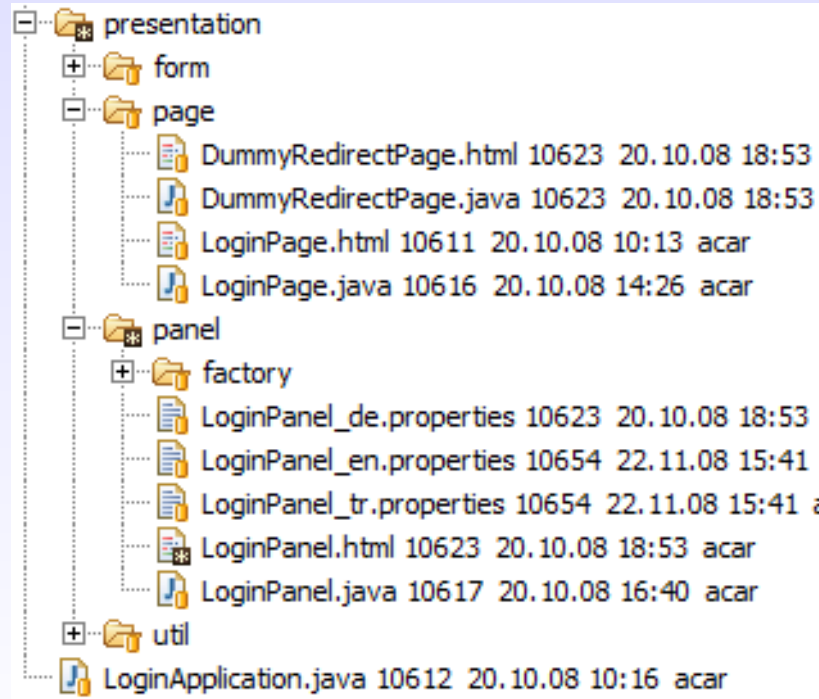 presentation
form
page
DummyRedirectPage.html 10623 20.10.08 18:53
DummyRedirectPage.java 10623 20.10.08 18:53
LoginPage.html 10611 20.10.08 10:13 acar
LoginPage.java 10616 20.10.08 14:26 acar
panel
factory
LoginPanel_de.properties 10623 20.10.08 18:53
LoginPanel_en.properties 10654 22.11.08 15:41
LoginPanel_tr.properties 10654 22.11.08 15:41 a
LoginPanel.html 10623 20.10.08 18:53 acar
LoginPanel.java 10617 20.10.08 16:40 acar
util
LoginApplication.java 10612 20.10.08 10:16 acar